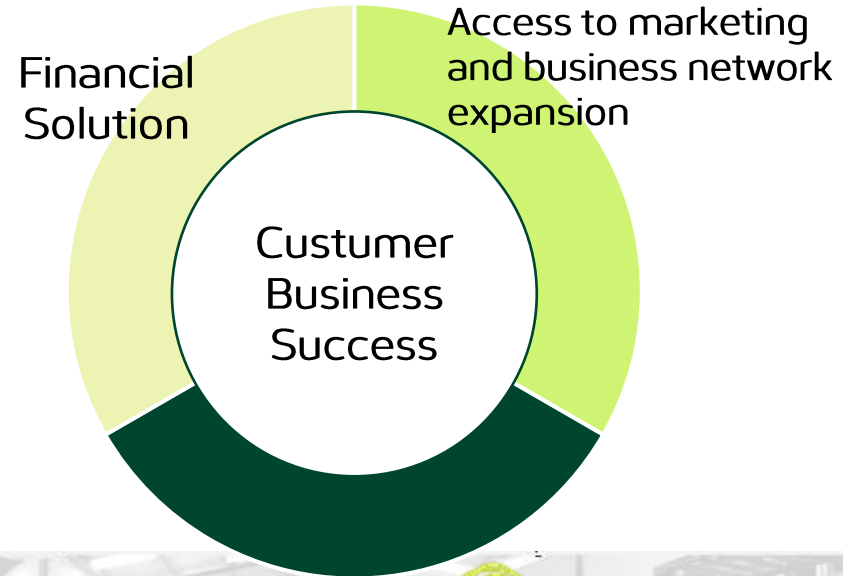 Financial
Solution
Access to marketing
and business network
expansion
Custumer
Business
Success